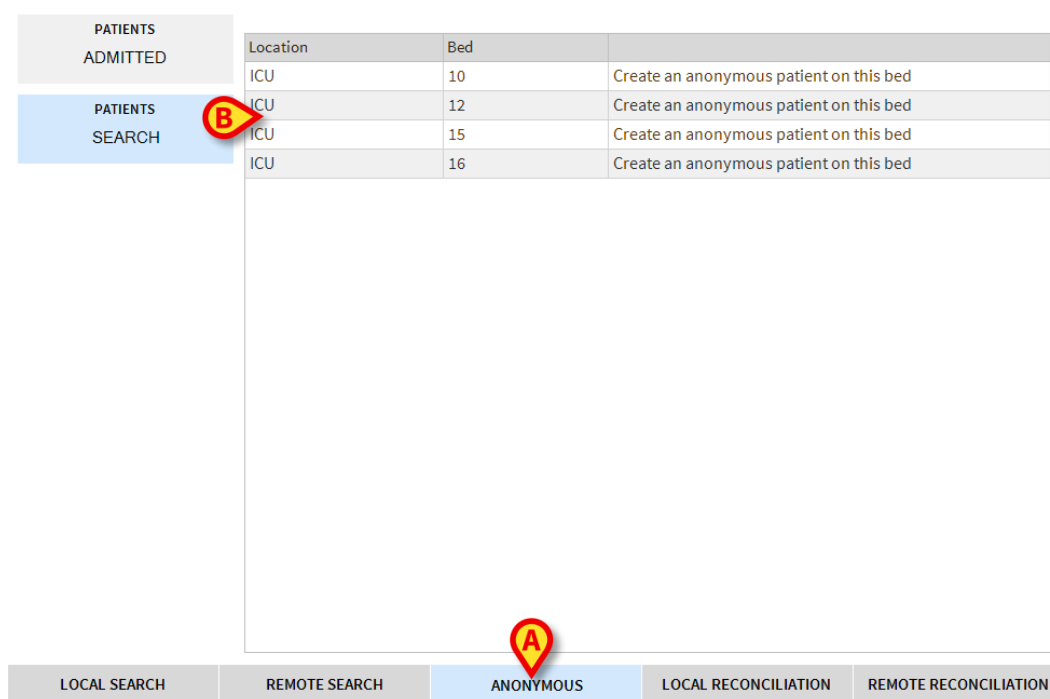 PATIENTS
ADMITTED
PATIENTS
SEARCH
Location Bed
ICU 10 Create an anonymous patient on this bed
ICU 12 Create an anonymous patient on this bed
B
ICU 15 Create an anonymous patient on this bed
ICU 16 Create an anonymous patient on this bed
A
LOCAL SEARCH REMOTE SEARCH ANONYMOUS LOCAL RECONCILIATION REMOTE RECONCILIATION